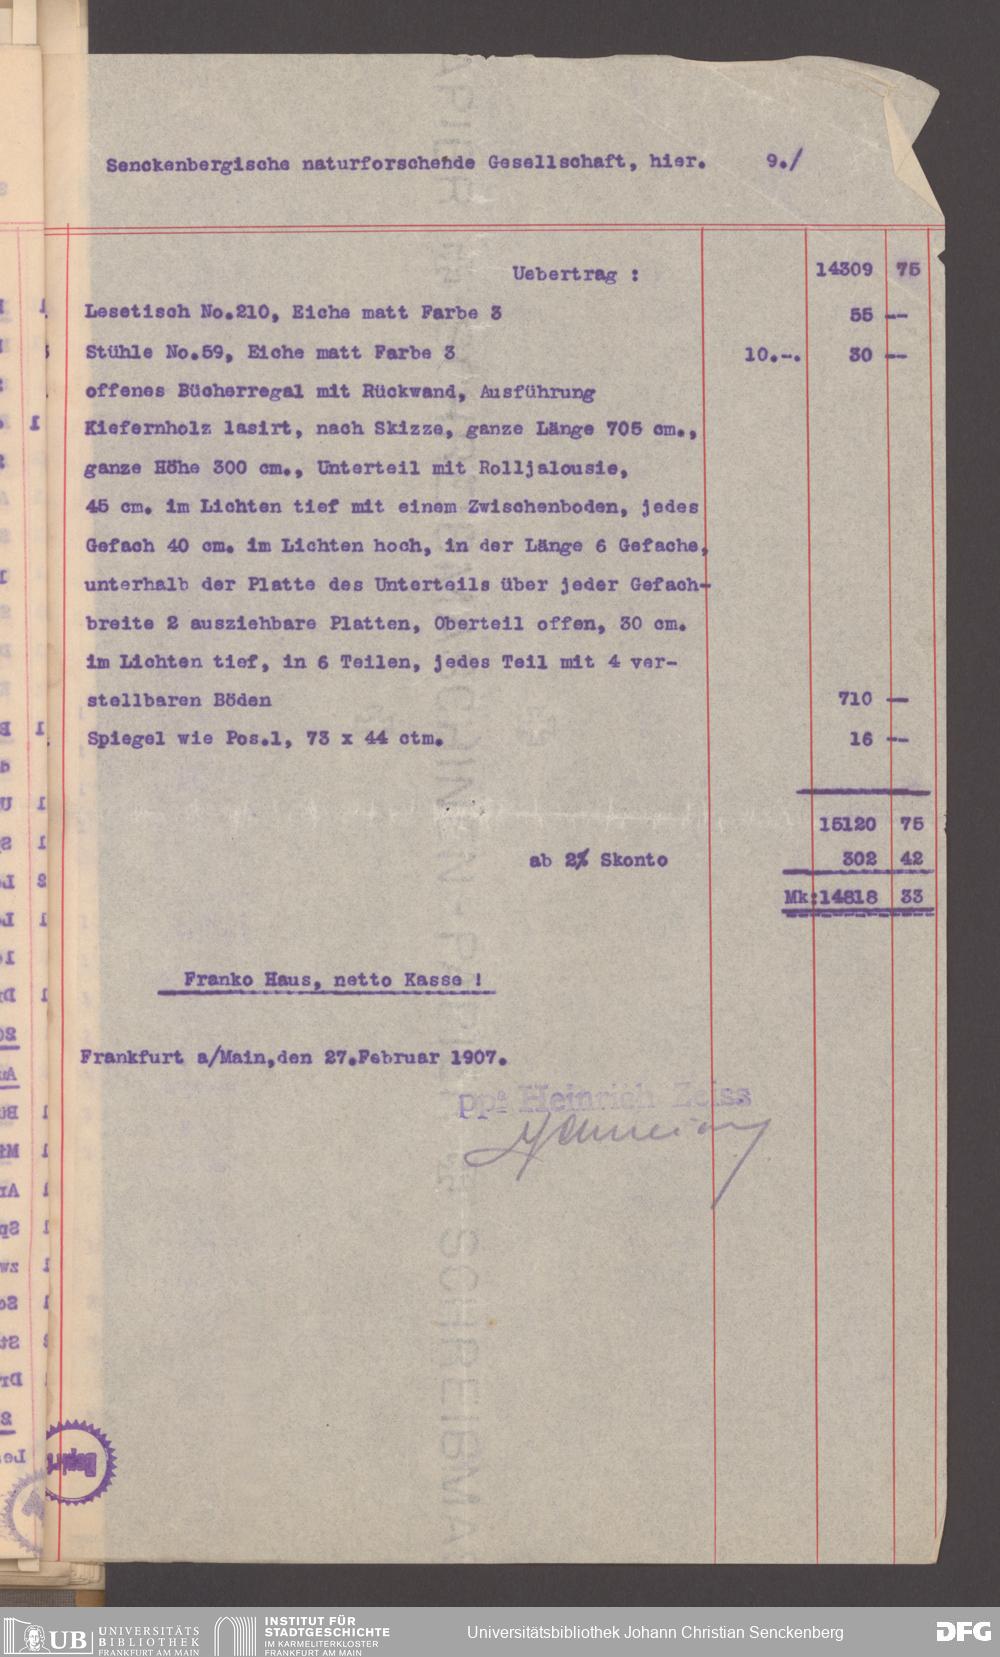 Senckenbergische naturforschende Gesellschaft, hier. 9./
Uebertrag : 14309 75
Lesetisch No.210, Eiche matt Farbe 3 55 --
Stühle No.59, Eiche matt Farbe 3 10.-. 30 --
offenes Bücherregal mit Rückwand, Ausführung
Kiefernholz lasirt, nach Skizze, ganze Länge 705 cm.,
ganze Höhe 300 cm., Unterteil mit Rolljalousie,
45 cm. im Lichten tief mit einem Zwischenboden, jedes
Gefach 40 cm. im Lichten hoch, in der Länge 6 Gefache,
unterhalb der Platte des Unterteils über jeder Gefach-
breite 2 ausziehbare Platten, Oberteil offen, 30 cm.
im Lichten tief, in 6 Teilen, jedes Teil mit 4 ver-
stellbaren Böden 710 --
Spiegel wie Pos.1, 73 x 44 ctm. 16 --
15120 75
ab 2% Skonto 302 42
Mk:14818 33
Franko Haus, netto Kasse !
Frankfurt a/Main,den 27.Februar 1907.
ppa Heinrich Zeiss
UB UNIVERSITÄTS
BIBLIOTHEK
FRANKFURT AM MAIN
INSTITUT FÜR
STADTGESCHICHTE
IM KARMELITERKLOSTER
FRANKFURT AM MAIN
Universitätsbibliothek Johann Christian Senckenberg
DFG